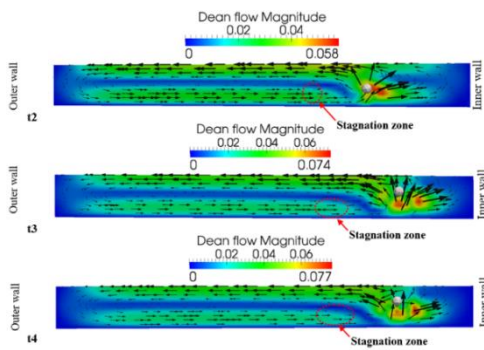 Dean flow Magnitude
0.02 0.04
0 0.058
Outer wall
Inner wall
t2
Stagnation zone
Dean flow Magnitude
0.02 0.04 0.06
0 0.074
Outer wall
Inner wall
t3
Stagnation zone
Dean flow Magnitude
0.02 0.04 0.06
0 0.077
Outer wall
Inner wall
t4
Stagnation zone